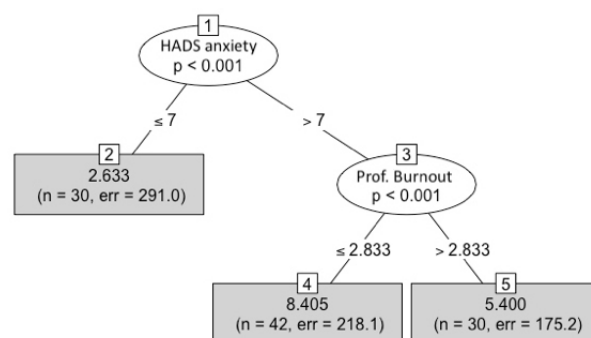 1
HADS anxiety
p < 0.001
≤ 7
> 7
2
2.633
(n = 30, err = 291.0)
3
Prof. Burnout
p < 0.001
≤ 2.833
> 2.833
4
8.405
(n = 42, err = 218.1)
5
5.400
(n = 30, err = 175.2)